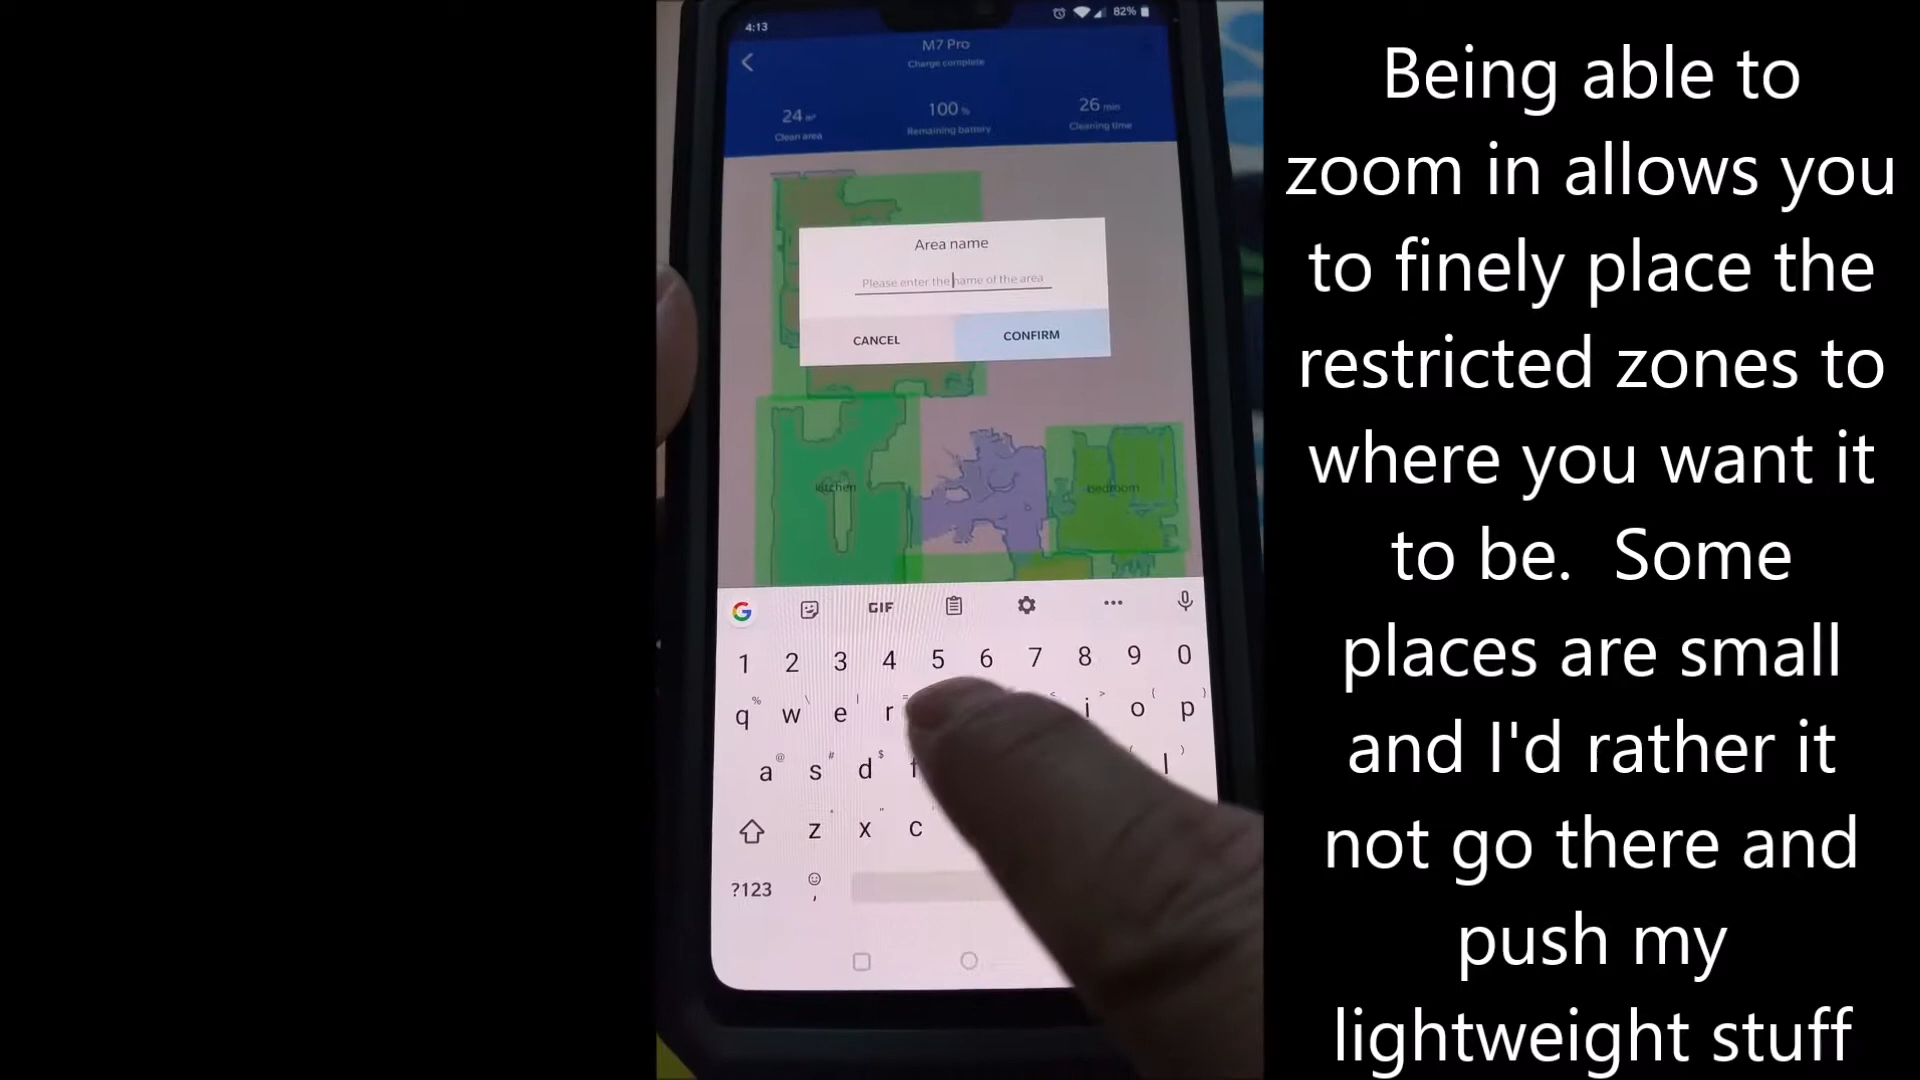 4:13
82%
M7 Pro
Charge complete
24 m²
100 %
26 min
Clean area
Remaining battery
Cleaning time
Area name
Please enter the name of the area
CANCEL
CONFIRM
kitchen
bedroom
G
GIF
1 2 3 4 5 6 7 8 9 0
q w e r i o p
a s d f l
z x c
?123
Being able to
zoom in allows you
to finely place the
restricted zones to
where you want it
to be.  Some
places are small
and I'd rather it
not go there and
push my
lightweight stuff